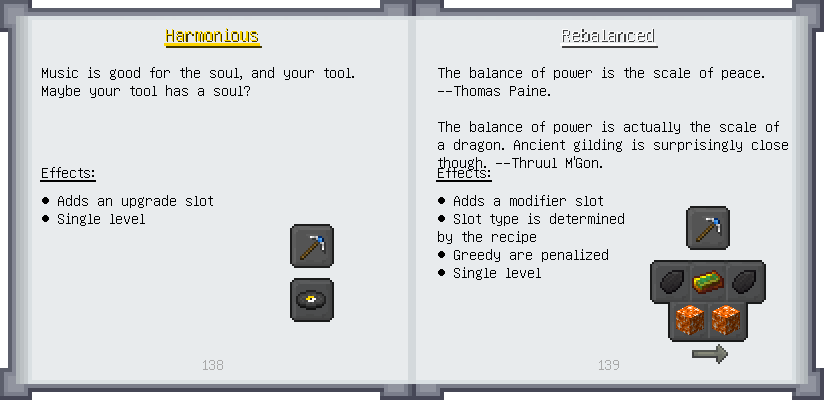 Harmonious
Music is good for the soul, and your tool.
Maybe your tool has a soul?
Effects:
● Adds an upgrade slot
● Single level
138
Rebalanced
The balance of power is the scale of peace.
--Thomas Paine.
The balance of power is actually the scale of
a dragon. Ancient gilding is surprisingly close
though. --Thruul M'Gon.
Effects:
● Adds a modifier slot
● Slot type is determined
by the recipe
● Greedy are penalized
● Single level
139